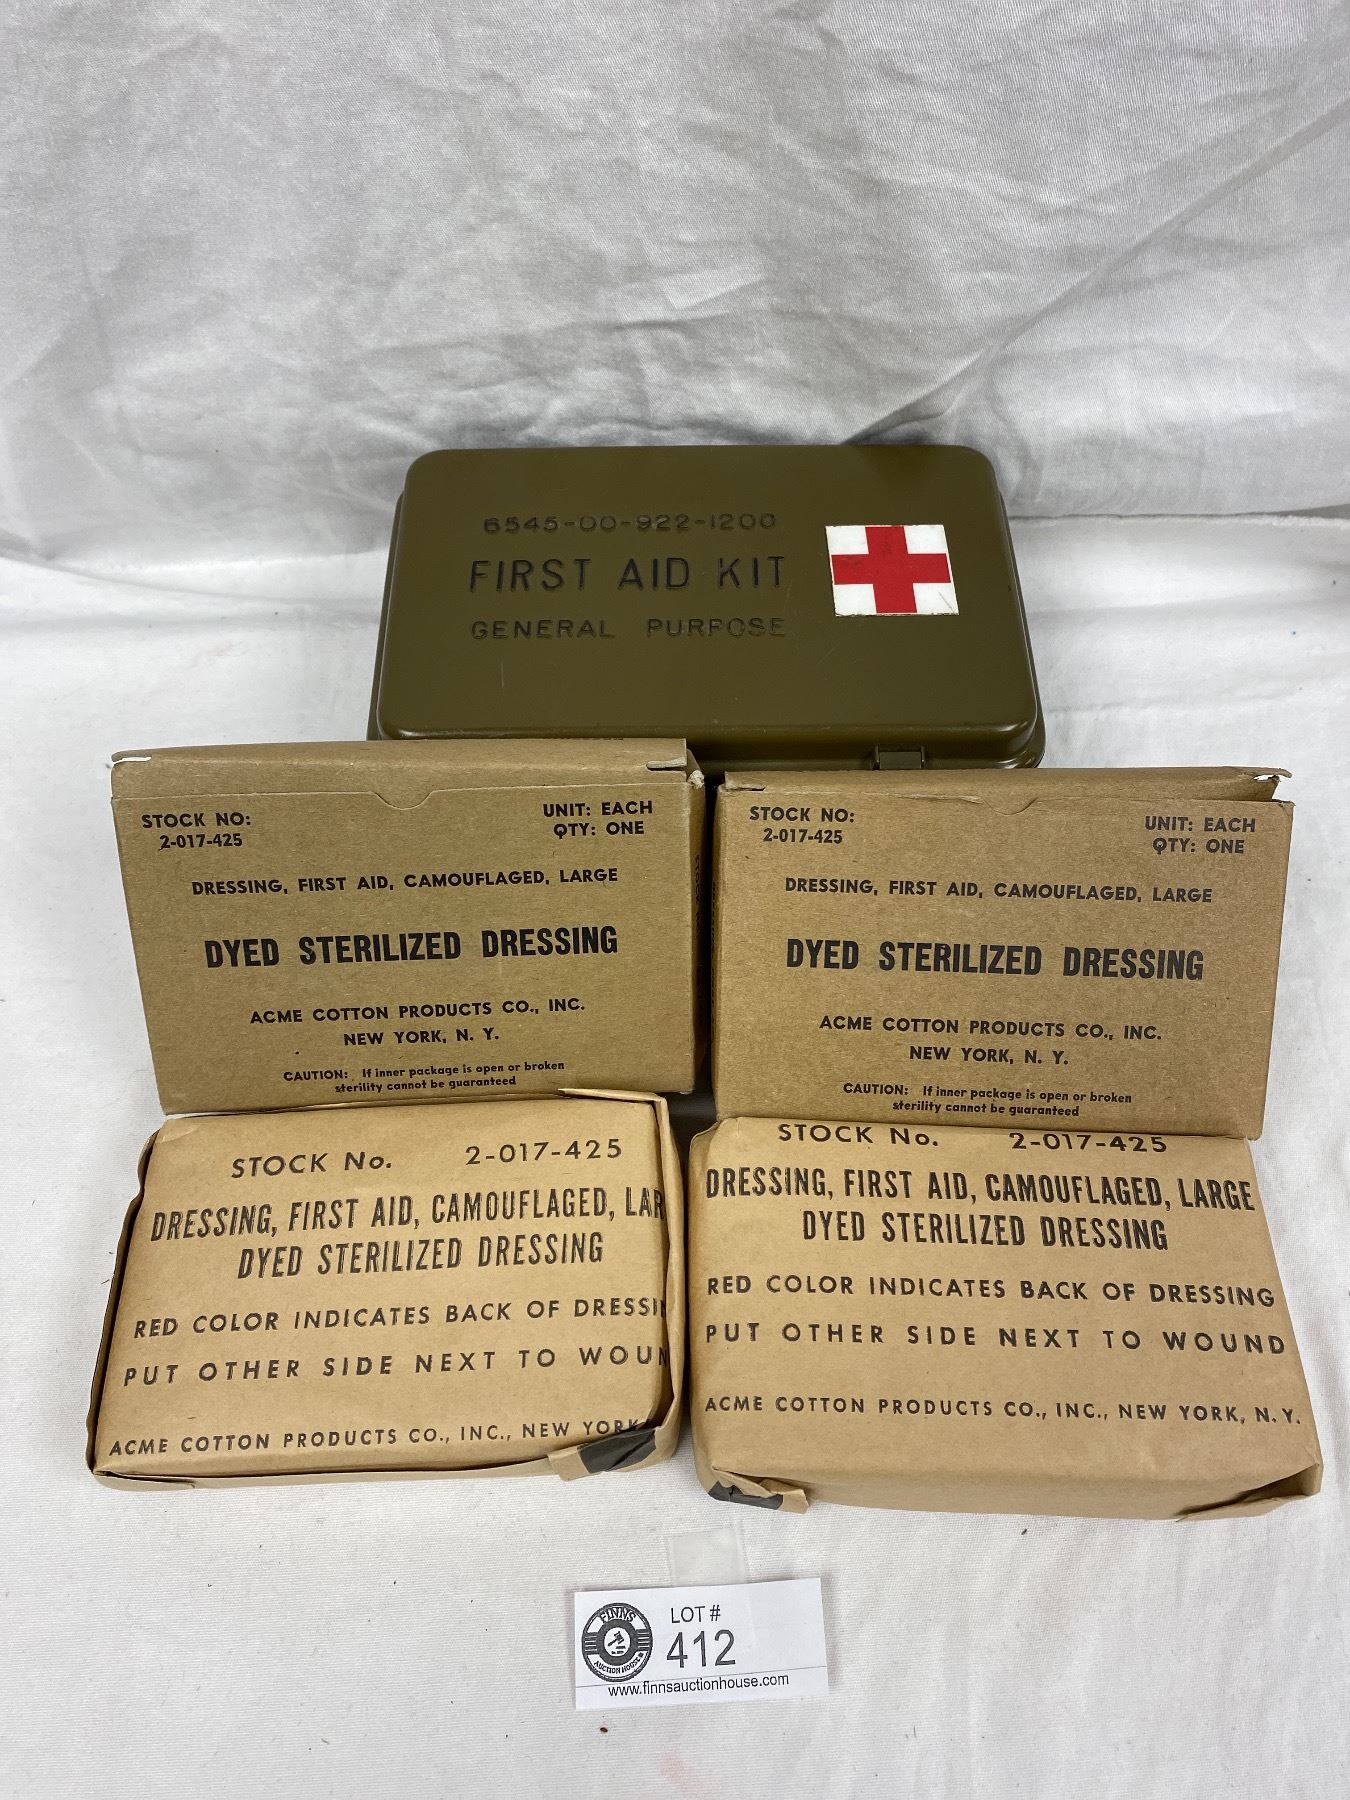 6545-00-922-1200
FIRST AID KIT
GENERAL PURPOSE
STOCK NO:
2-017-425
UNIT: EACH
QTY: ONE
DRESSING, FIRST AID, CAMOUFLAGED, LARGE
DYED STERILIZED DRESSING
ACME COTTON PRODUCTS CO., INC.
NEW YORK, N. Y.
CAUTION: If inner package is open or broken
sterility cannot be guaranteed
STOCK NO:
2-017-425
UNIT: EACH
QTY: ONE
DRESSING, FIRST AID, CAMOUFLAGED, LARGE
DYED STERILIZED DRESSING
ACME COTTON PRODUCTS CO., INC.
NEW YORK, N. Y.
CAUTION: If inner package is open or broken
sterility cannot be guaranteed
STOCK No. 2-017-425
DRESSING, FIRST AID, CAMOUFLAGED, LAR
DYED STERILIZED DRESSING
RED COLOR INDICATES BACK OF DRESSIN
PUT OTHER SIDE NEXT TO WOUN
ACME COTTON PRODUCTS CO., INC., NEW YORK
STOCK No. 2-017-425
DRESSING, FIRST AID, CAMOUFLAGED, LARGE
DYED STERILIZED DRESSING
RED COLOR INDICATES BACK OF DRESSING
PUT OTHER SIDE NEXT TO WOUND
ACME COTTON PRODUCTS CO., INC., NEW YORK, N.Y.
FINNS
AUCTION HOUSE
LOT #
412
www.finnsauctionhouse.com